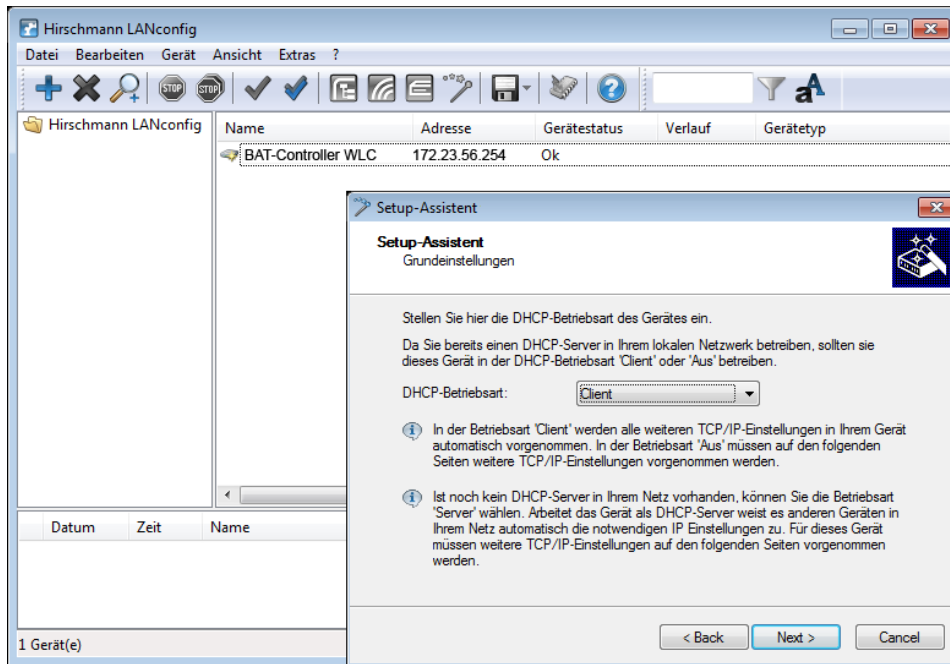 Hirschmann LANconfig
Datei Bearbeiten Gerät Ansicht Extras ?
STOP STOP
Hirschmann LANconfig
Name Adresse Gerätestatus Verlauf Gerätetyp
BAT-Controller WLC 172.23.56.254 Ok
Setup-Assistent
Setup-Assistent
Grundeinstellungen
Stellen Sie hier die DHCP-Betriebsart des Gerätes ein.
Da Sie bereits einen DHCP-Server in Ihrem lokalen Netzwerk betreiben, sollten sie
dieses Gerät in der DHCP-Betriebsart 'Client' oder 'Aus' betreiben.
DHCP-Betriebsart: Client
In der Betriebsart 'Client' werden alle weiteren TCP/IP-Einstellungen in Ihrem Gerät
automatisch vorgenommen. In der Betriebsart 'Aus' müssen auf den folgenden
Seiten weitere TCP/IP-Einstellungen vorgenommen werden.
Ist noch kein DHCP-Server in Ihrem Netz vorhanden, können Sie die Betriebsart
'Server' wählen. Arbeitet das Gerät als DHCP-Server weist es anderen Geräten in
Ihrem Netz automatisch die notwendigen IP Einstellungen zu. Für dieses Gerät
müssen weitere TCP/IP-Einstellungen auf den folgenden Seiten vorgenommen
werden.
Datum Zeit Name
1 Gerät(e)
< Back Next > Cancel